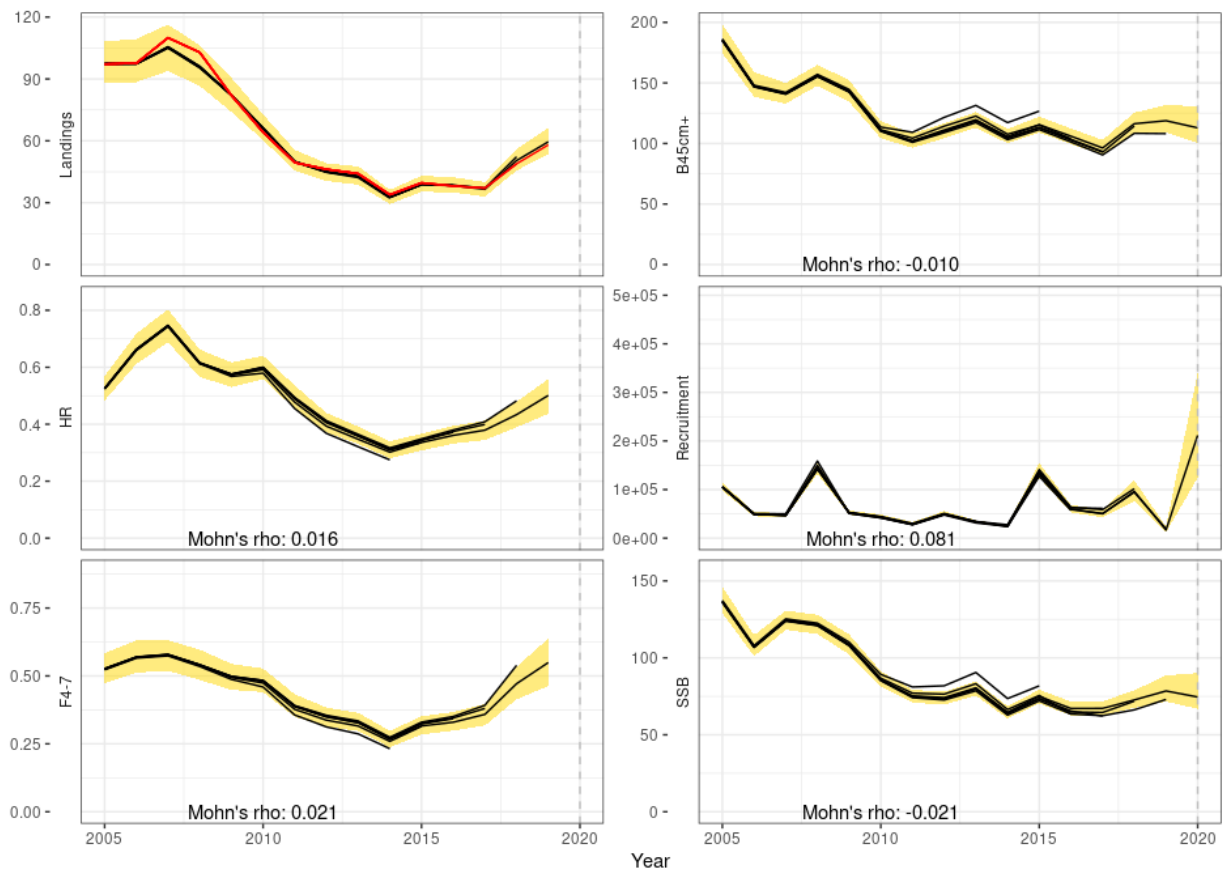 120
90
60
30
0
Landings
200
150
100
50
0
B45cm+
Mohn's rho: -0.010
0.8
0.6
0.4
0.2
0.0
HR
Mohn's rho: 0.016
5e+05
4e+05
3e+05
2e+05
1e+05
0e+00
Recruitment
Mohn's rho: 0.081
0.75
0.50
0.25
0.00
F4-7
Mohn's rho: 0.021
150
100
50
0
SSB
Mohn's rho: -0.021
2005 2010 2015 2020
2005 2010 2015 2020
Year